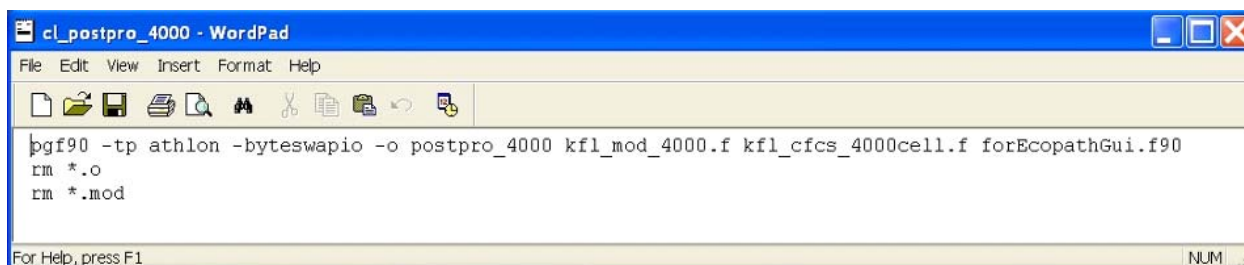 cl_postpro_4000 - WordPad
File Edit View Insert Format Help
pgf90 -tp athlon -byteswapio -o postpro_4000 kfl_mod_4000.f kfl_cfcs_4000cell.f forEcopathGui.f90
rm *.o
rm *.mod
For Help, press F1
NUM